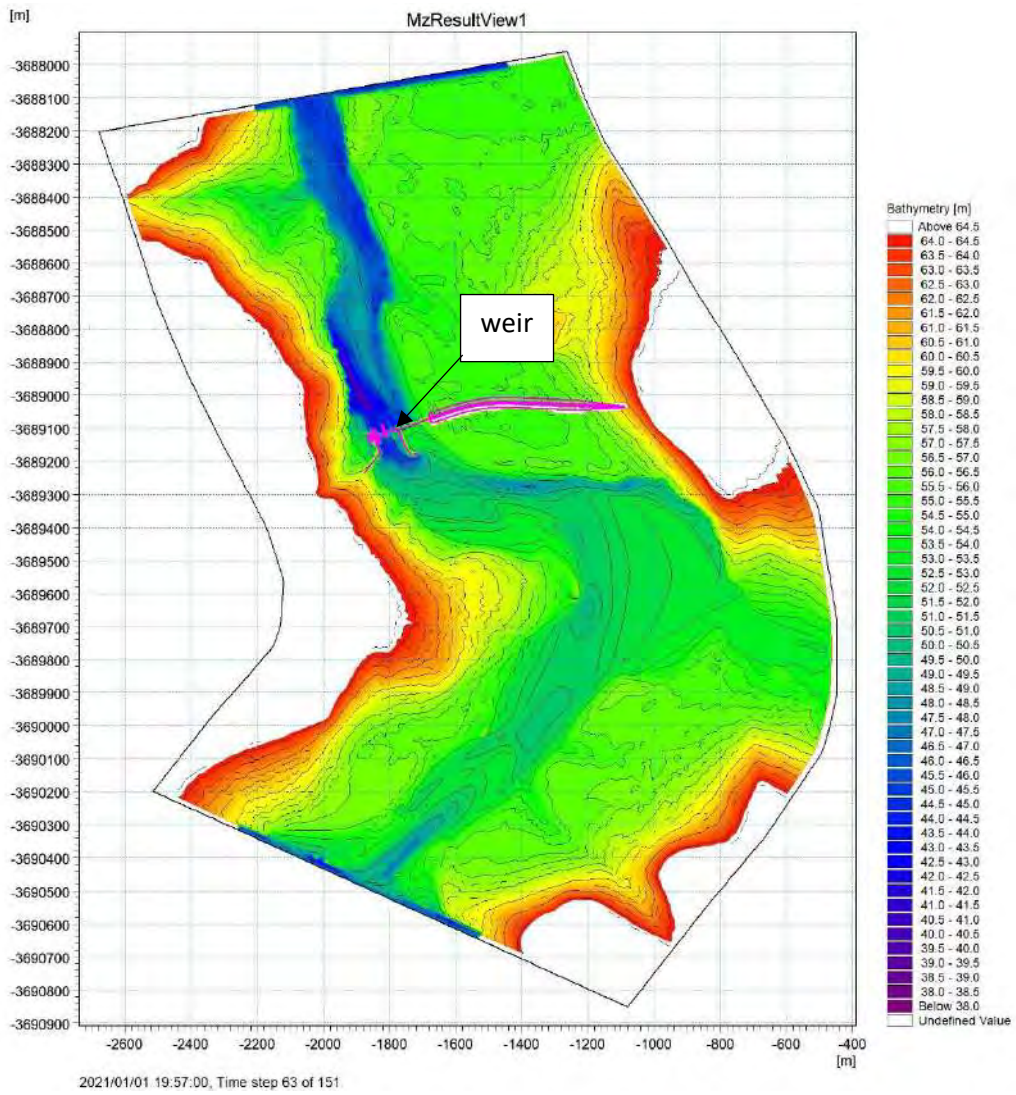 [m]
MzResultView1
-3688000
-3688100
-3688200
-3688300
-3688400
-3688500
-3688600
-3688700
-3688800
-3688900
-3689000
-3689100
-3689200
-3689300
-3689400
-3689500
-3689600
-3689700
-3689800
-3689900
-3690000
-3690100
-3690200
-3690300
-3690400
-3690500
-3690600
-3690700
-3690800
-3690900
weir
-2600
-2400
-2200
-2000
-1800
-1600
-1400
-1200
-1000
-800
-600
-400
[m]
Bathymetry [m]
Above 64.5
64.0 - 64.5
63.5 - 64.0
63.0 - 63.5
62.5 - 63.0
62.0 - 62.5
61.5 - 62.0
61.0 - 61.5
60.5 - 61.0
60.0 - 60.5
59.5 - 60.0
59.0 - 59.5
58.5 - 59.0
58.0 - 58.5
57.5 - 58.0
57.0 - 57.5
56.5 - 57.0
56.0 - 56.5
55.5 - 56.0
55.0 - 55.5
54.5 - 55.0
54.0 - 54.5
53.5 - 54.0
53.0 - 53.5
52.5 - 53.0
52.0 - 52.5
51.5 - 52.0
51.0 - 51.5
50.5 - 51.0
50.0 - 50.5
49.5 - 50.0
49.0 - 49.5
48.5 - 49.0
48.0 - 48.5
47.5 - 48.0
47.0 - 47.5
46.5 - 47.0
46.0 - 46.5
45.5 - 46.0
45.0 - 45.5
44.5 - 45.0
44.0 - 44.5
43.5 - 44.0
43.0 - 43.5
42.5 - 43.0
42.0 - 42.5
41.5 - 42.0
41.0 - 41.5
40.5 - 41.0
40.0 - 40.5
39.5 - 40.0
39.0 - 39.5
38.5 - 39.0
38.0 - 38.5
Below 38.0
Undefined Value
2021/01/01 19:57:00, Time step 63 of 151